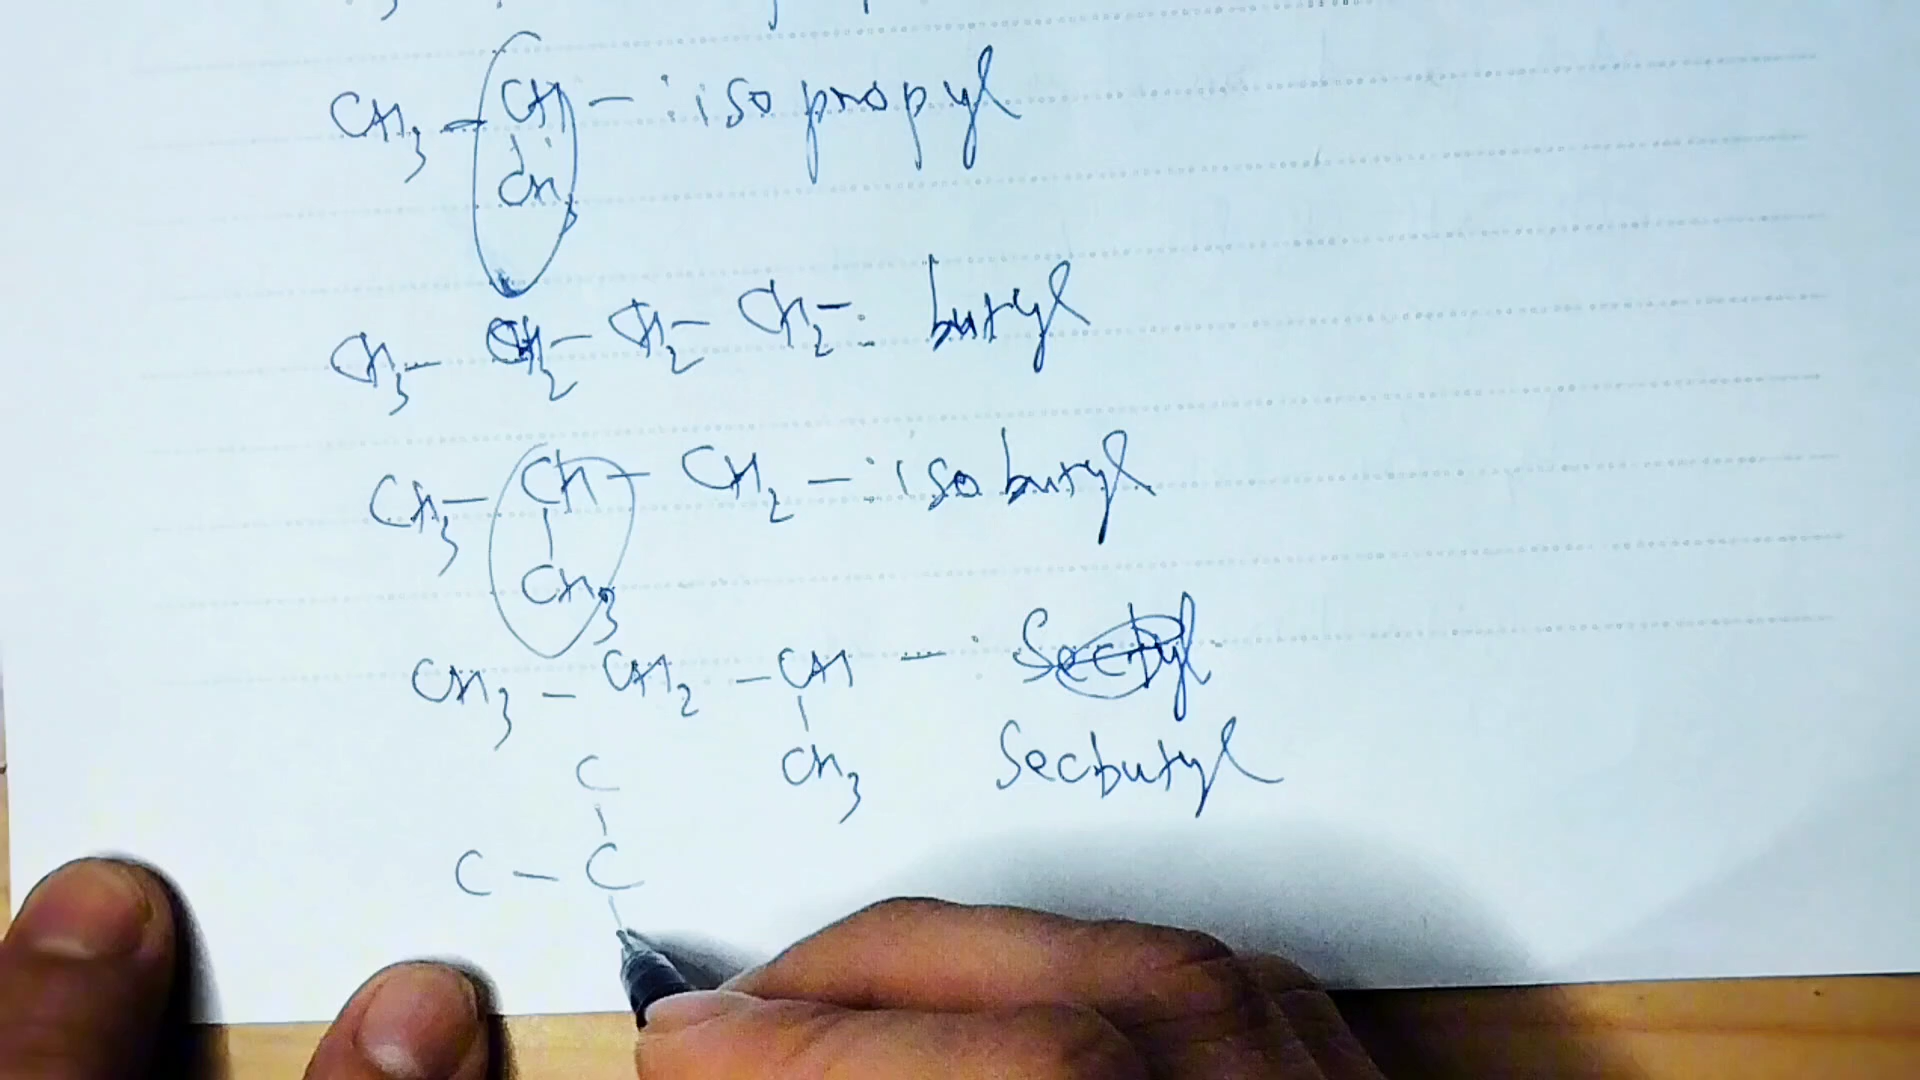 CH3 - CH - : isopropyl
CH3
CH3 - CH2 - CH2 - CH2 - : butyl
CH3 - CH - CH2 - : isobutyl
CH3
CH3 - CH2 - CH - :
CH3 Secbutyl
C
C - C